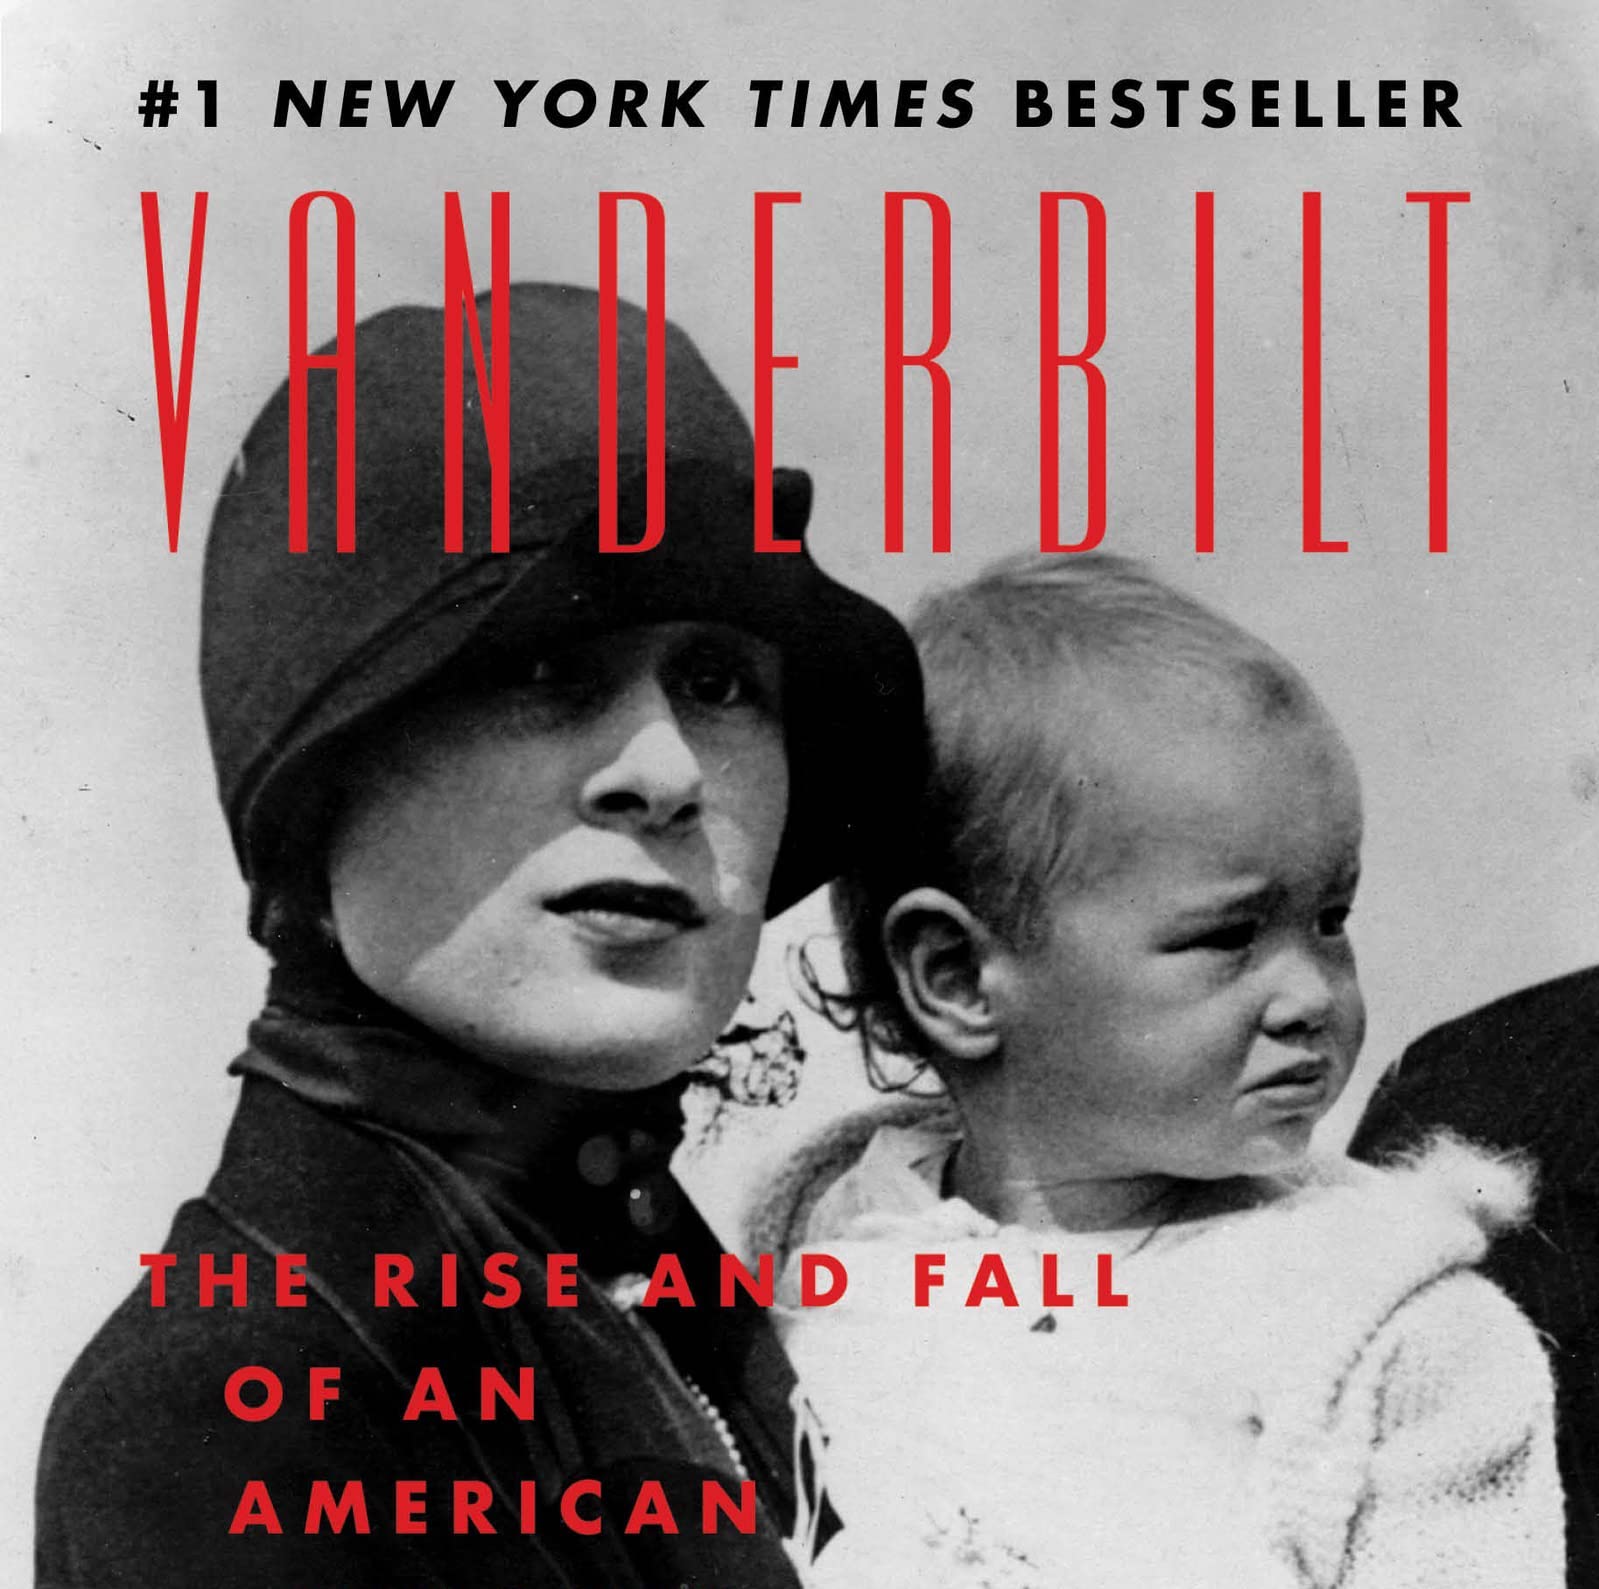 #1 NEW YORK TIMES BESTSELLER
VANDERBILT
THE RISE AND FALL
OF AN
AMERICAN